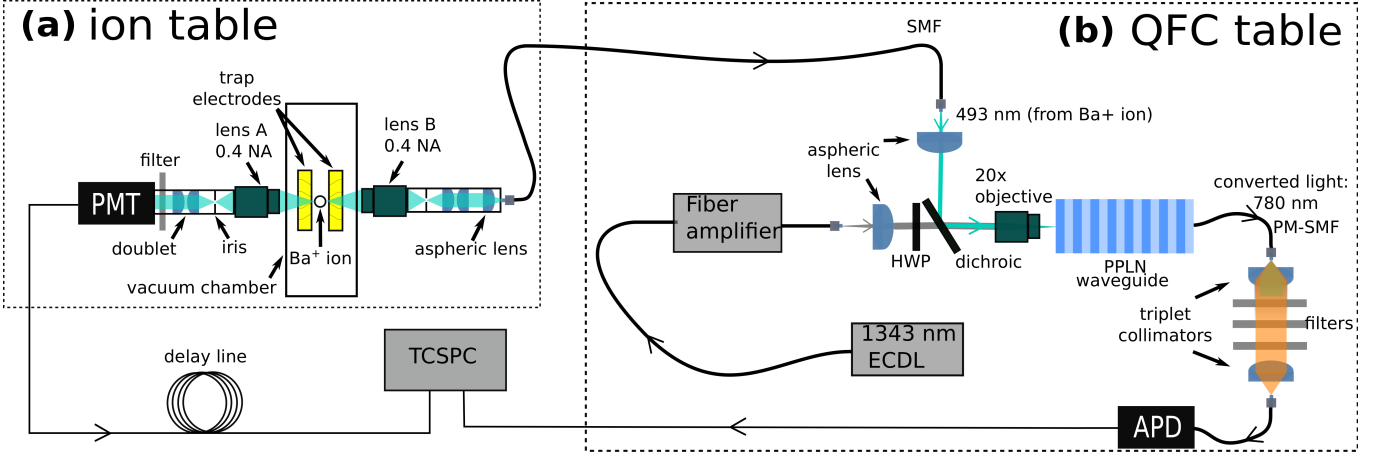 (a) ion table
trap
electrodes
lens A
0.4 NA
lens B
0.4 NA
filter
PMT
doublet
iris
Ba+ ion
aspheric lens
vacuum chamber
delay line
TCSPC
(b) QFC table
SMF
493 nm (from Ba+ ion)
aspheric
lens
20x
objective
Fiber
amplifier
HWP
dichroic
PPLN
waveguide
converted light:
780 nm
PM-SMF
triplet
collimators
filters
1343 nm
ECDL
APD